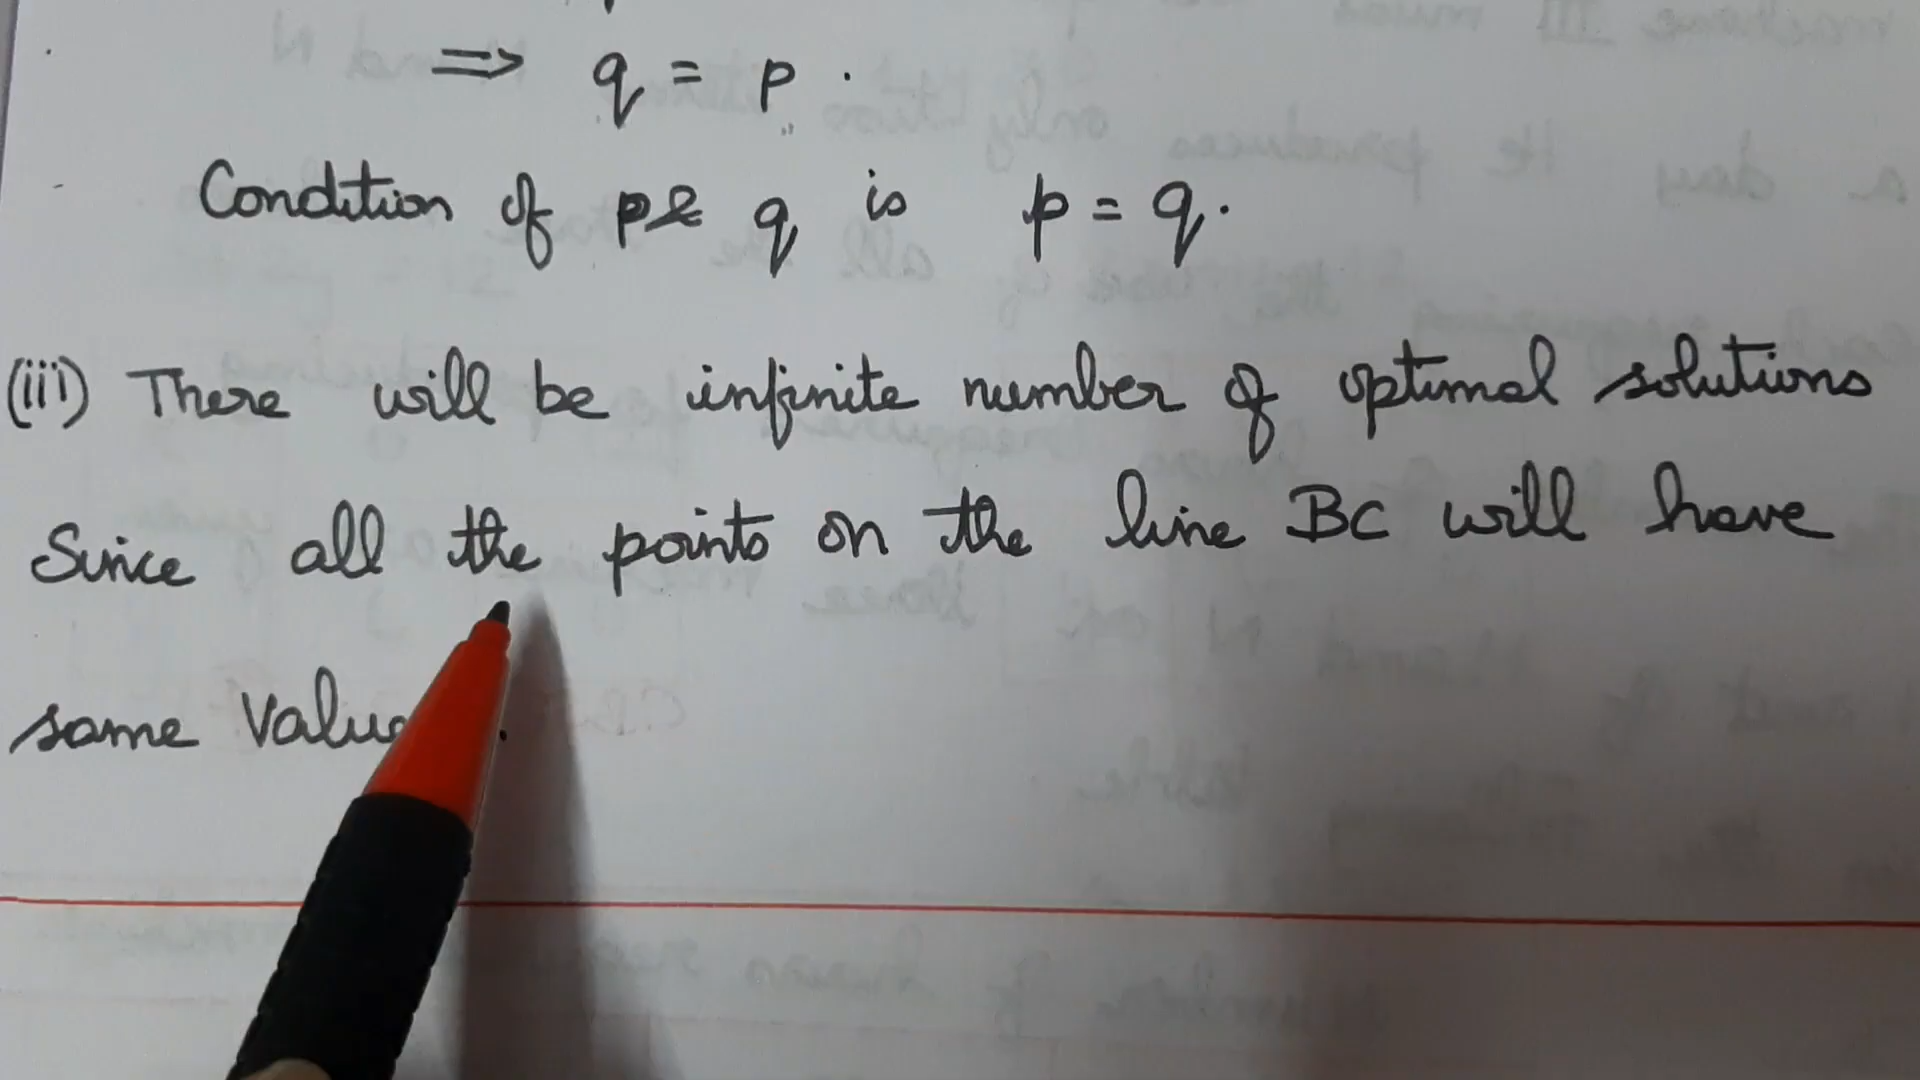 ⇒ q = p .
Condition of p & q is p = q.
(iii) There will be infinite number of optimal solutions
Since all the points on the line BC will have
same value .